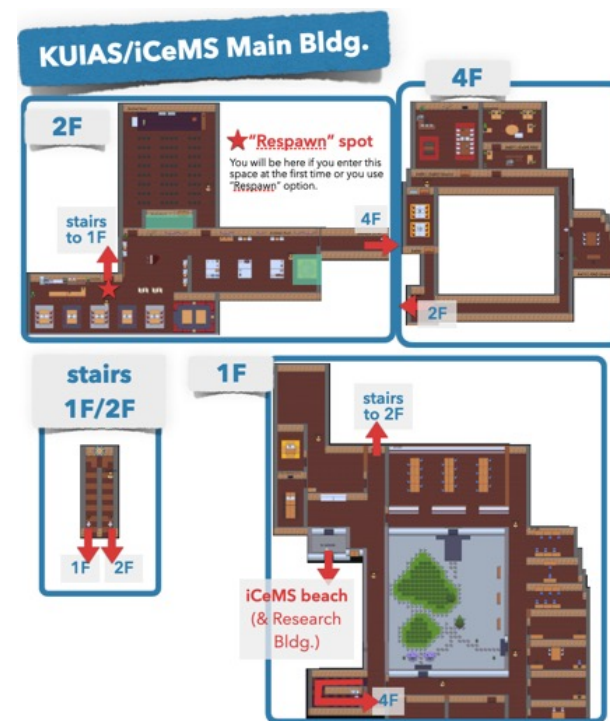 KUIAS/iCeMS Main Bldg.
2F
★"Respawn" spot
You will be here if you enter this
space at the first time or you use
"Respawn" option.
stairs
to 1F
4F
4F
2F
stairs
1F/2F
1F
2F
1F
stairs
to 2F
iCeMS beach
(& Research
Bldg.)
4F